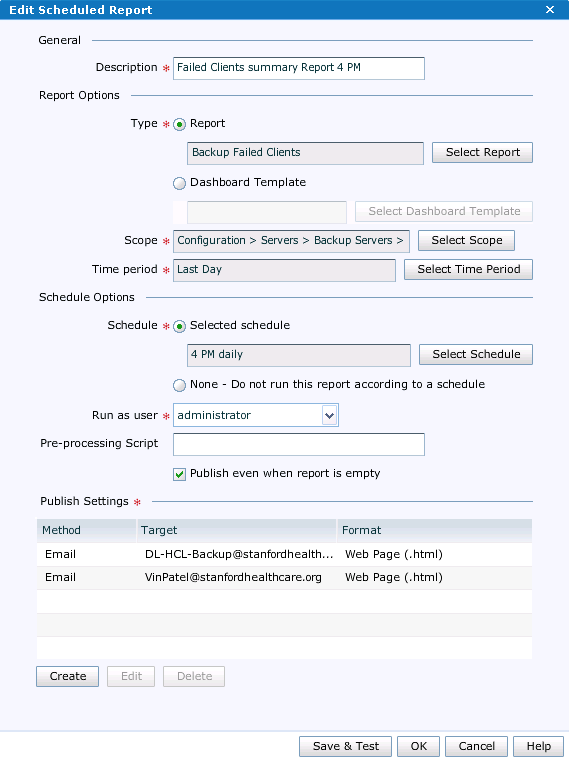 Edit Scheduled Report
General
Description * Failed Clients summary Report 4 PM
Report Options
Type * Report
Backup Failed Clients Select Report
Dashboard Template
Select Dashboard Template
Scope * Configuration > Servers > Backup Servers > Select Scope
Time period * Last Day Select Time Period
Schedule Options
Schedule * Selected schedule
4 PM daily Select Schedule
None - Do not run this report according to a schedule
Run as user * administrator
Pre-processing Script
Publish even when report is empty
Publish Settings *
Method Target Format
Email DL-HCL-Backup@stanfordhealth... Web Page (.html)
Email VinPatel@stanfordhealthcare.org Web Page (.html)
Create Edit Delete
Save & Test OK Cancel Help